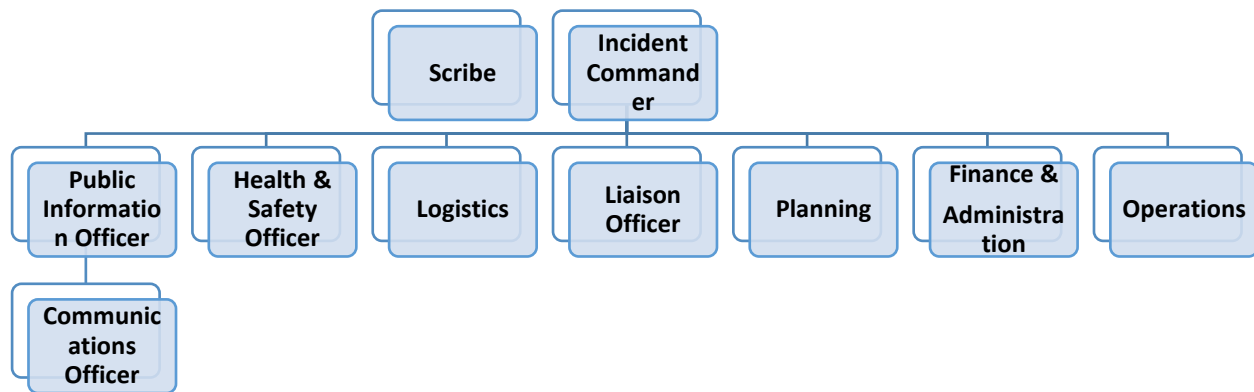 Scribe
Incident
Command
er
Public
Informatio
n Officer
Health &
Safety
Officer
Logistics
Liaison
Officer
Planning
Finance &
Administra
tion
Operations
Communic
ations
Officer